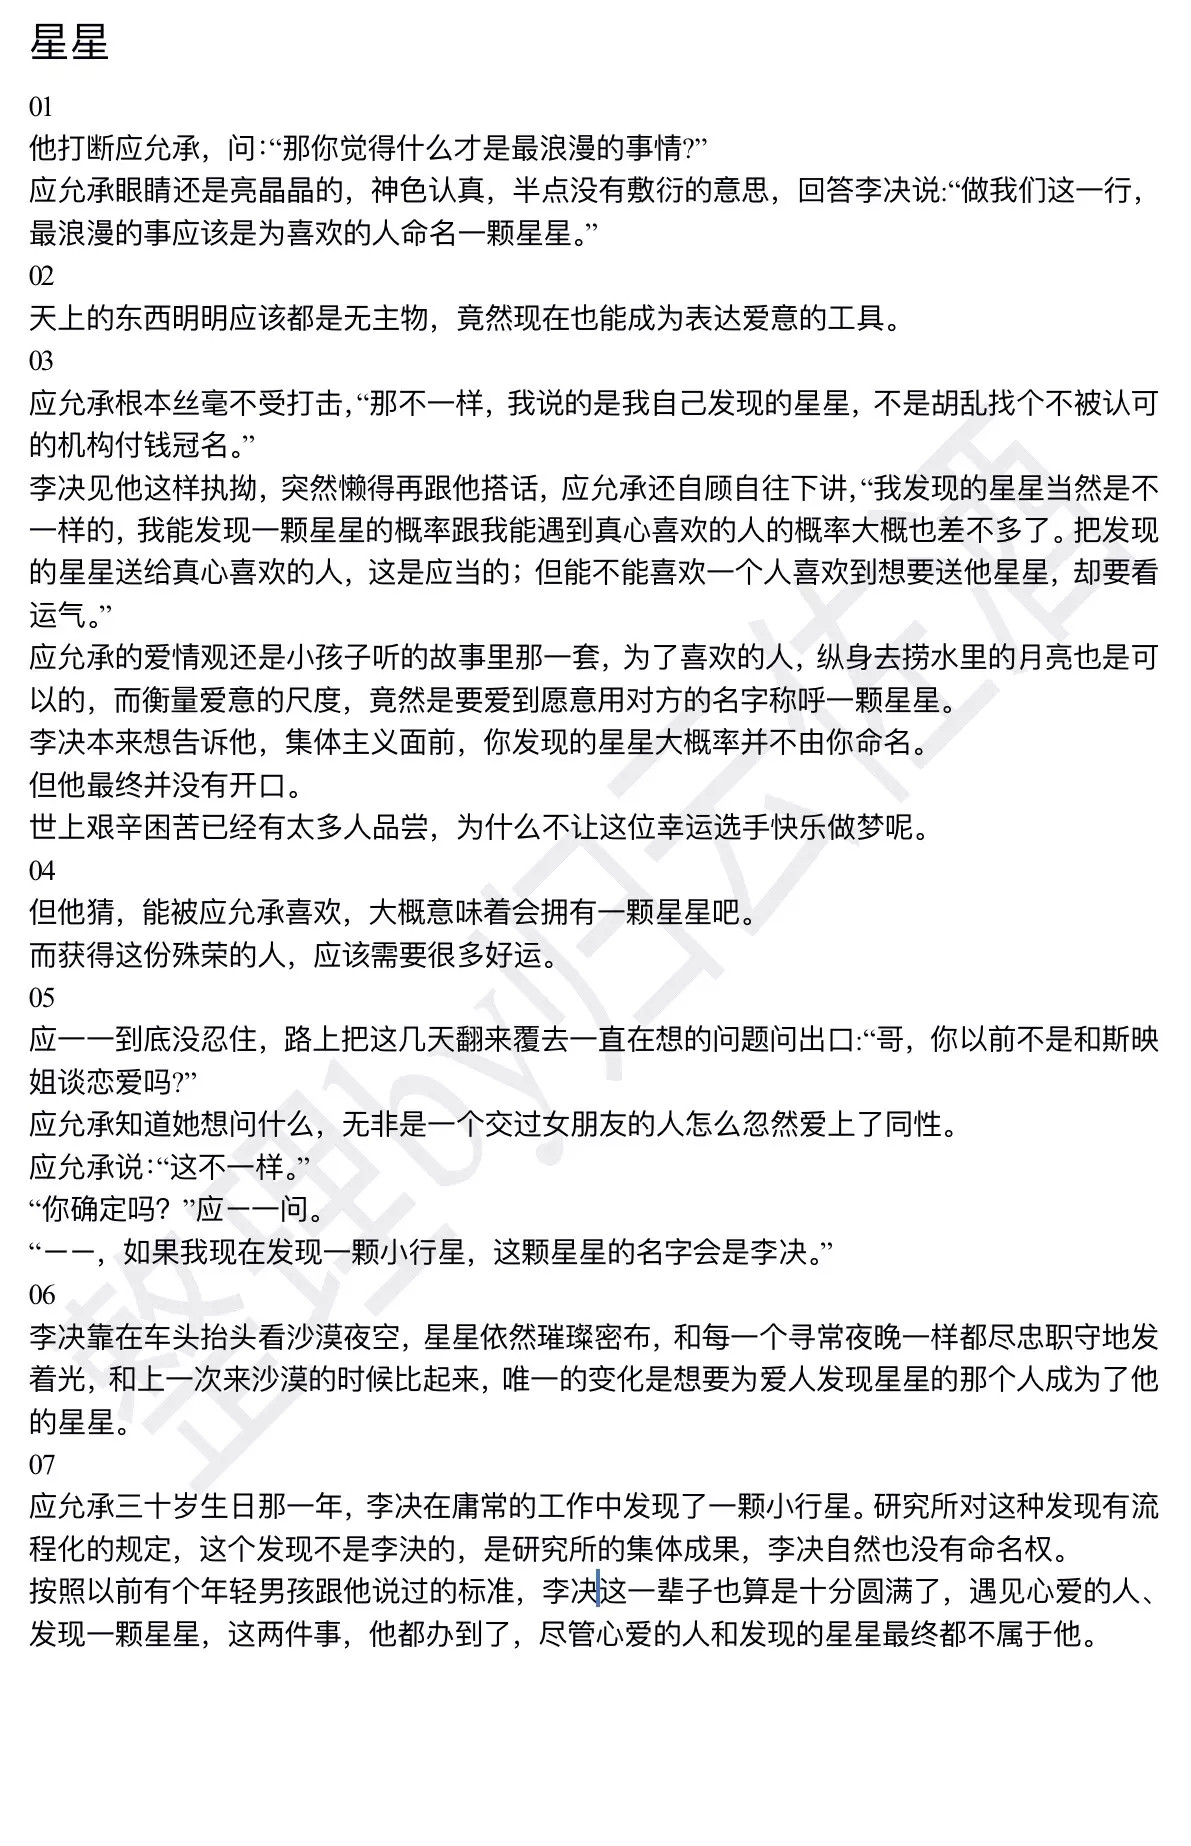 星星
01
他打断应允承，问：“那你觉得什么才是最浪漫的事情?”
应允承眼睛还是亮晶晶的，神色认真，半点没有敷衍的意思，回答李决说:“做我们这一行，
最浪漫的事应该是为喜欢的人命名一颗星星。”
02
天上的东西明明应该都是无主物，竟然现在也能成为表达爱意的工具。
03
应允承根本丝毫不受打击，“那不一样，我说的是我自己发现的星星，不是胡乱找个不被认可
的机构付钱冠名。”
李决见他这样执拗，突然懒得再跟他搭话，应允承还自顾自往下讲，“我发现的星星当然是不
一样的，我能发现一颗星星的概率跟我能遇到真心喜欢的人的概率大概也差不多了。把发现
的星星送给真心喜欢的人，这是应当的；但能不能喜欢一个人喜欢到想要送他星星，却要看
运气。”
应允承的爱情观还是小孩子听的故事里那一套，为了喜欢的人，纵身去捞水里的月亮也是可
以的，而衡量爱意的尺度，竟然是要爱到愿意用对方的名字称呼一颗星星。
李决本来想告诉他，集体主义面前，你发现的星星大概率并不由你命名。
但他最终并没有开口。
世上艰辛困苦已经有太多人品尝，为什么不让这位幸运选手快乐做梦呢。
04
但他猜，能被应允承喜欢，大概意味着会拥有一颗星星吧。
而获得这份殊荣的人，应该需要很多好运。
05
应一一到底没忍住，路上把这几天翻来覆去一直在想的问题问出口:“哥，你以前不是和斯映
姐谈恋爱吗?”
应允承知道她想问什么，无非是一个交过女朋友的人怎么忽然爱上了同性。
应允承说：“这不一样。”
“你确定吗？”应一一问。
“一一，如果我现在发现一颗小行星，这颗星星的名字会是李决。”
06
李决靠在车头抬头看沙漠夜空，星星依然璀璨密布，和每一个寻常夜晚一样都尽忠职守地发
着光，和上一次来沙漠的时候比起来，唯一的变化是想要为爱人发现星星的那个人成为了他
的星星。
07
应允承三十岁生日那一年，李决在庸常的工作中发现了一颗小行星。研究所对这种发现有流
程化的规定，这个发现不是李決的，是研究所的集体成果，李决自然也没有命名权。
按照以前有个年轻男孩跟他说过的标准，李决这一辈子也算是十分圆满了，遇见心爱的人、
发现一颗星星，这两件事，他都办到了，尽管心爱的人和发现的星星最终都不属于他。
整理by归云佐酒